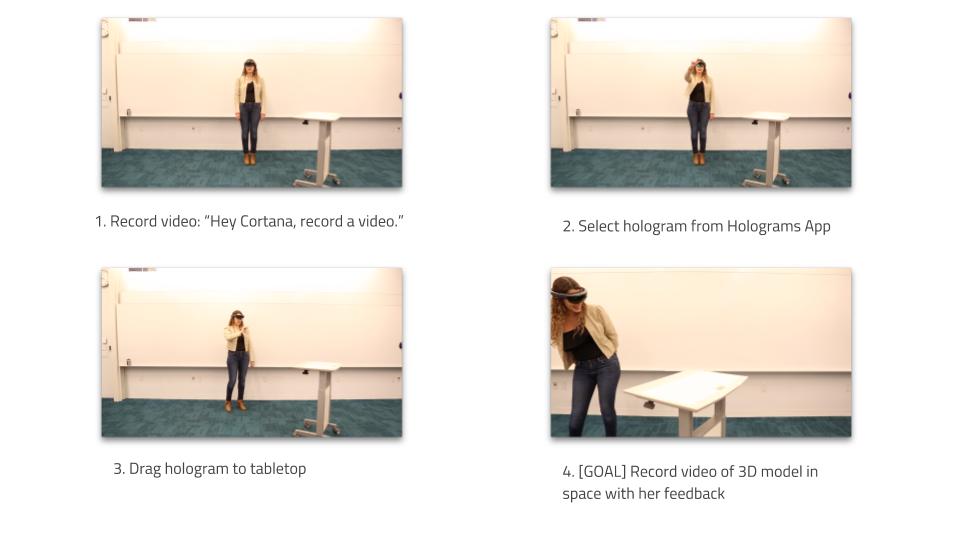 1. Record video: “Hey Cortana, record a video.”
2. Select hologram from Holograms App
3. Drag hologram to tabletop
4. [GOAL] Record video of 3D model in
space with her feedback